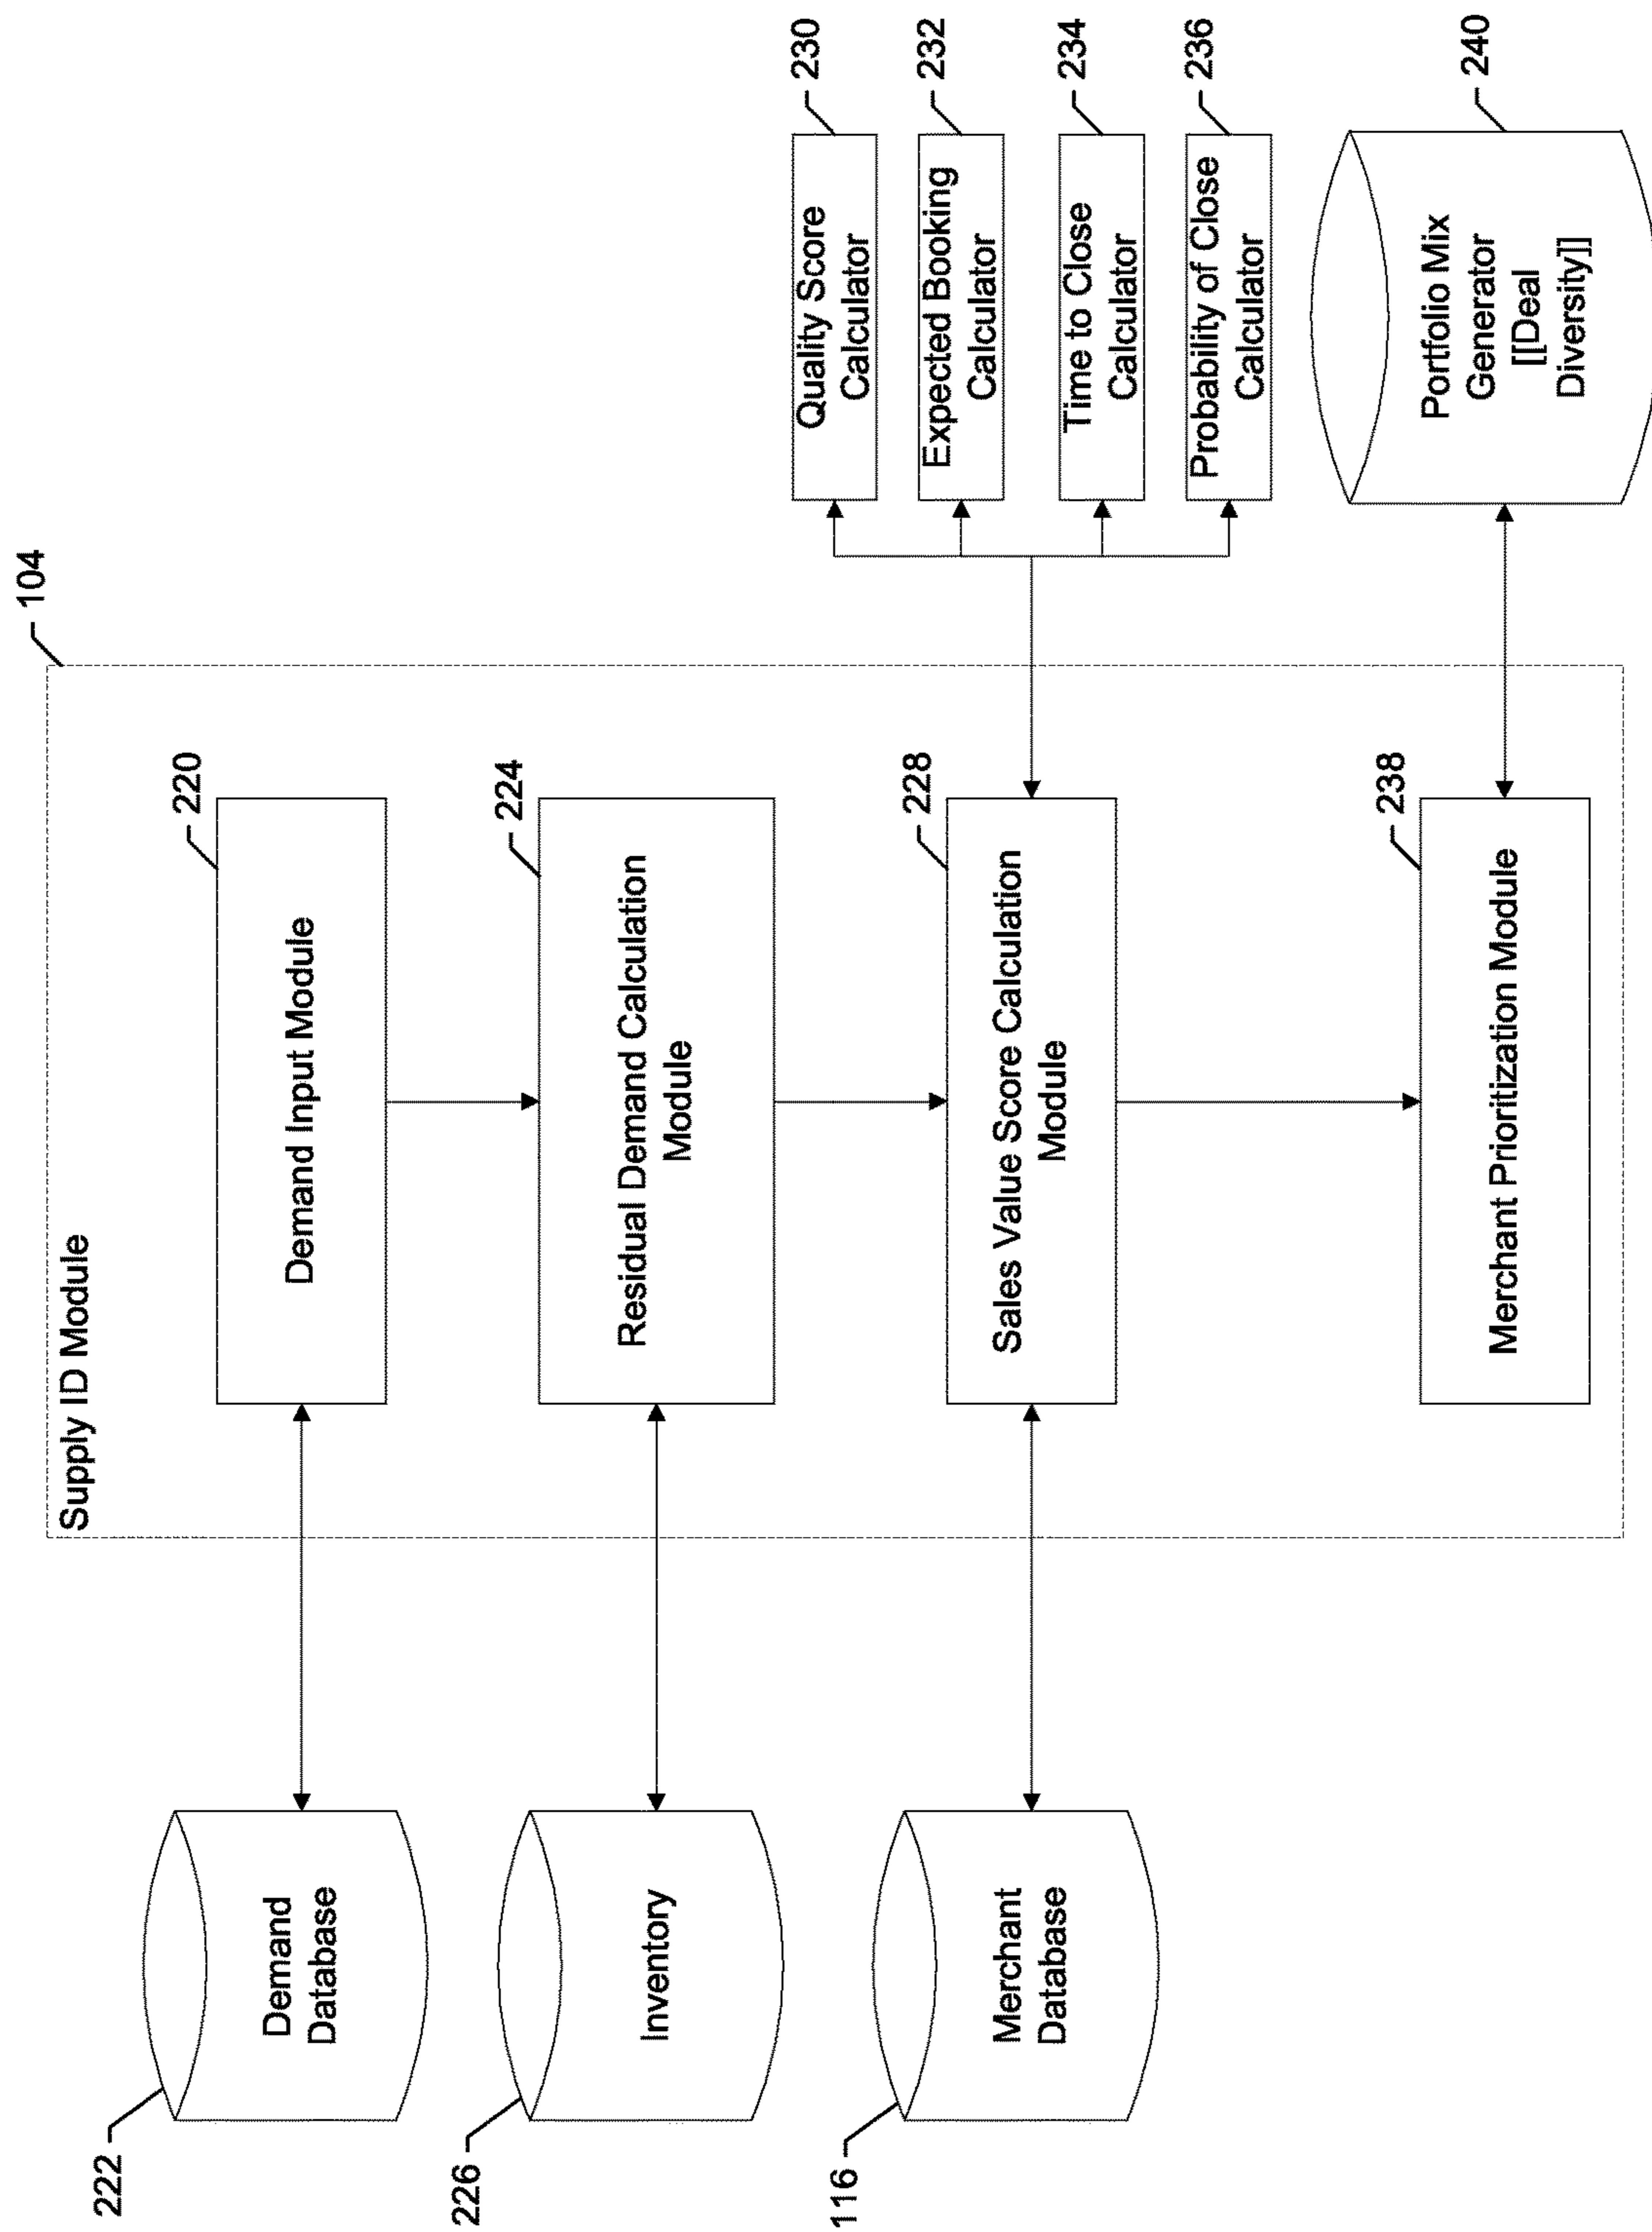 Supply ID Module
104
222
Demand
Database
220
Demand Input Module
226
Inventory
224
Residual Demand Calculation
Module
116
Merchant
Database
228
Sales Value Score Calculation
Module
Quality Score
Calculator
230
Expected Booking
Calculator
232
Time to Close
Calculator
234
Probability of Close
Calculator
236
238
Merchant Prioritization Module
Portfolio Mix
Generator
[[Deal
Diversity]]
240